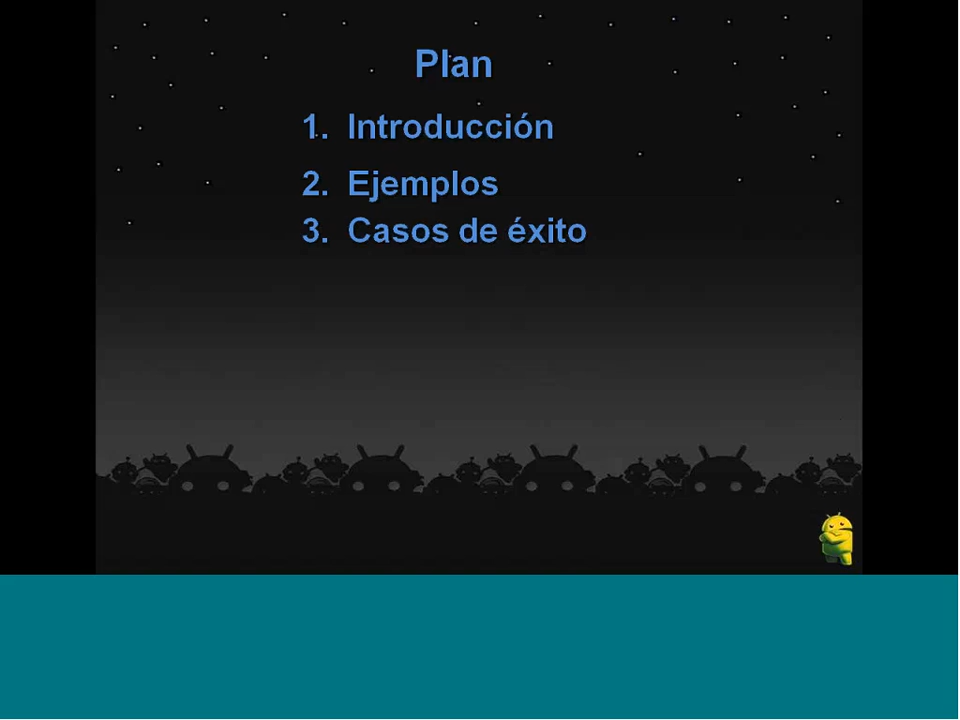 Plan
1. Introducción
2. Ejemplos
3. Casos de éxito